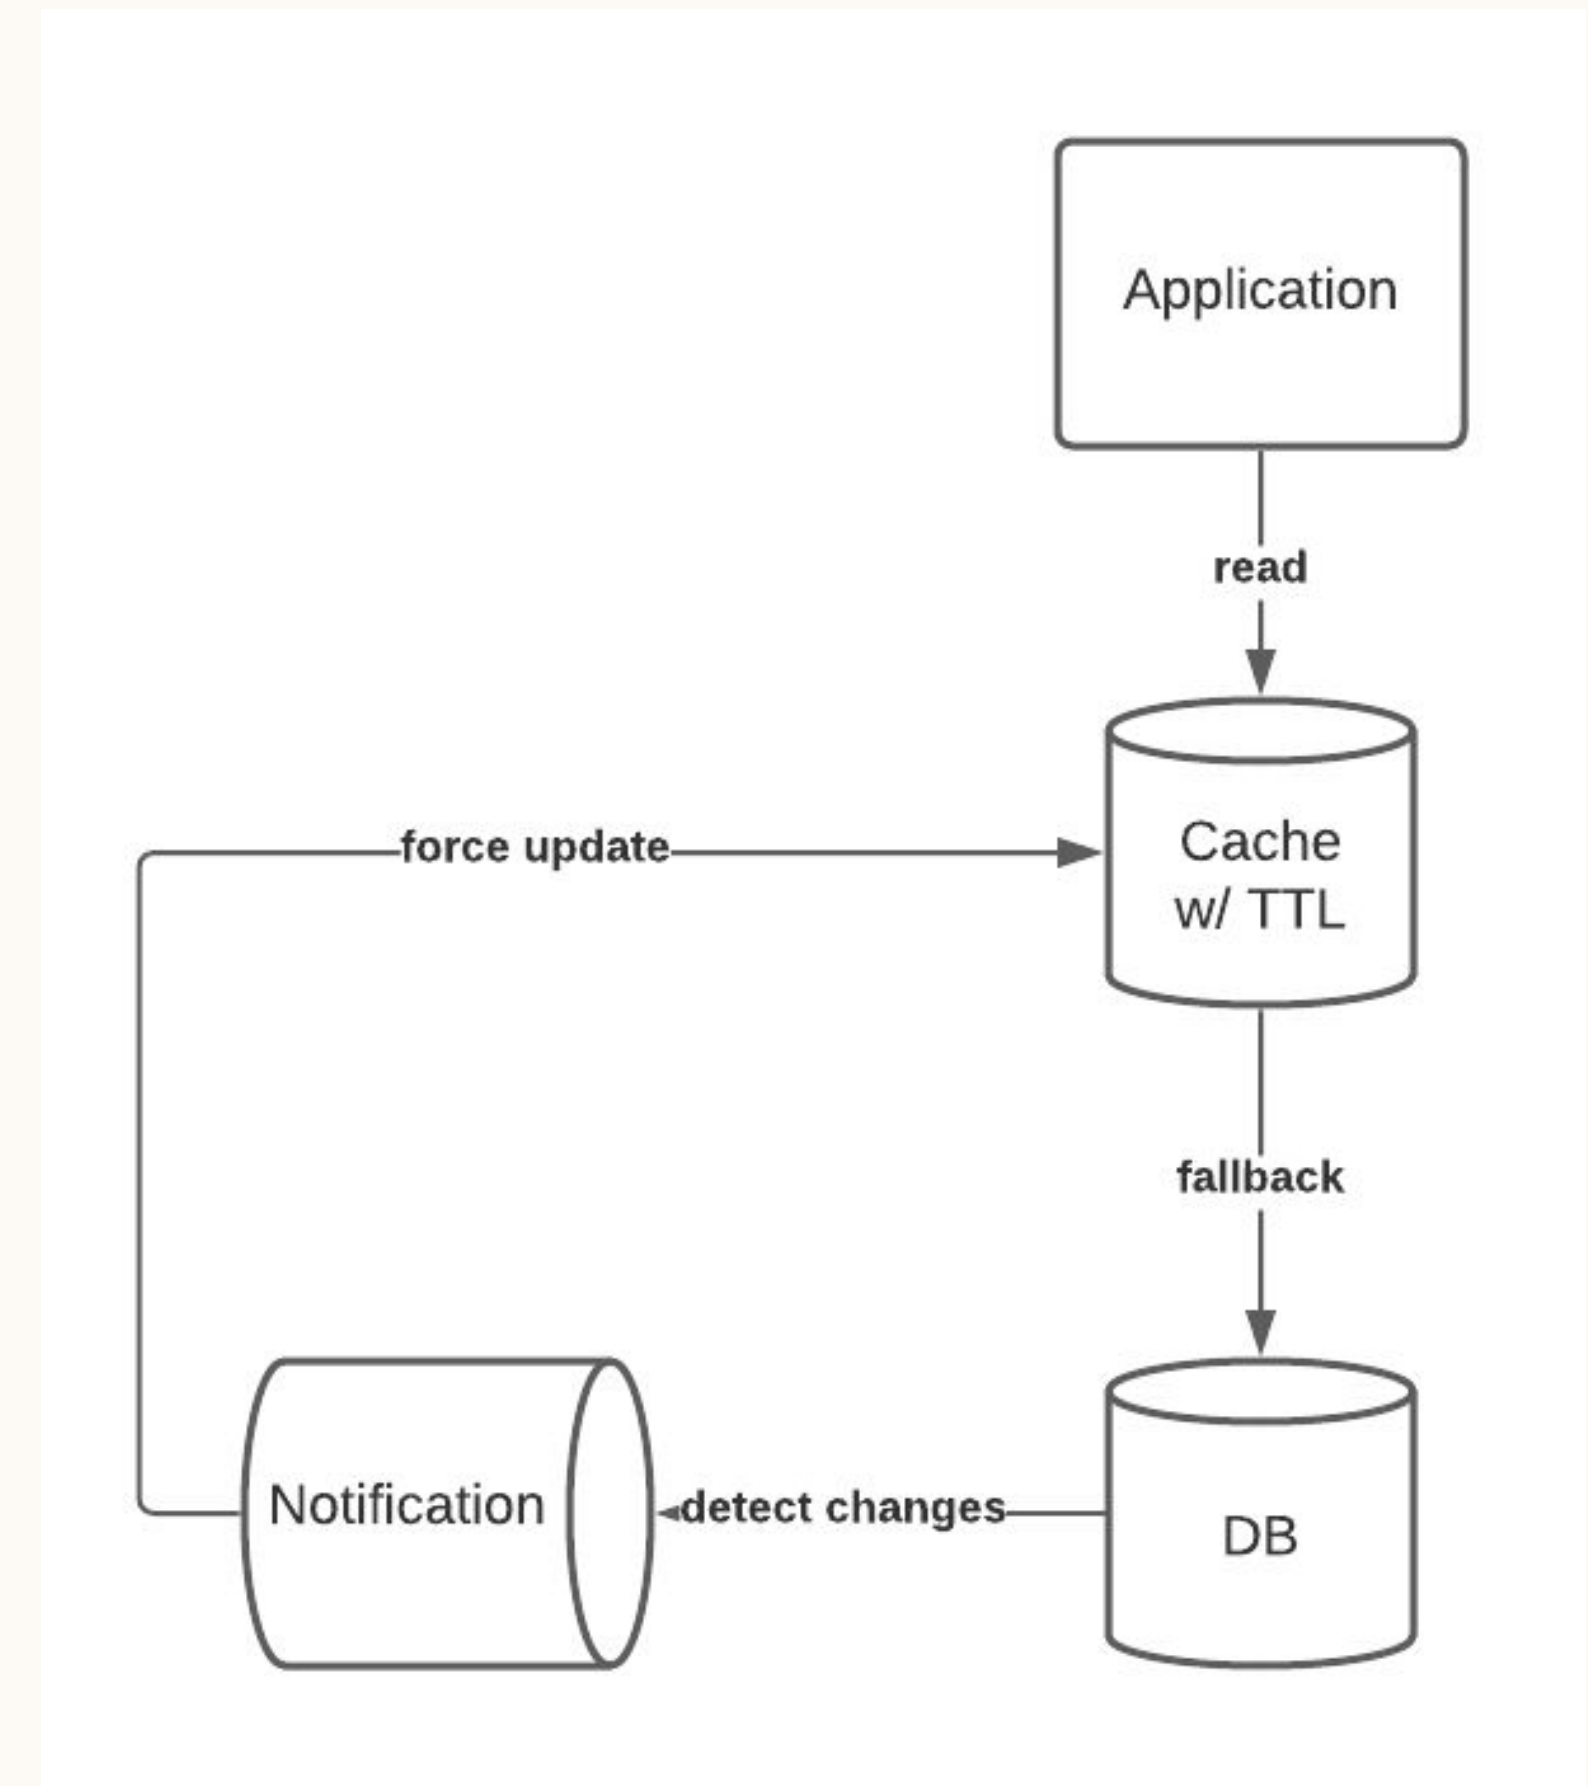 Application
read
force update
Cache
w/ TTL
fallback
Notification
detect changes
DB